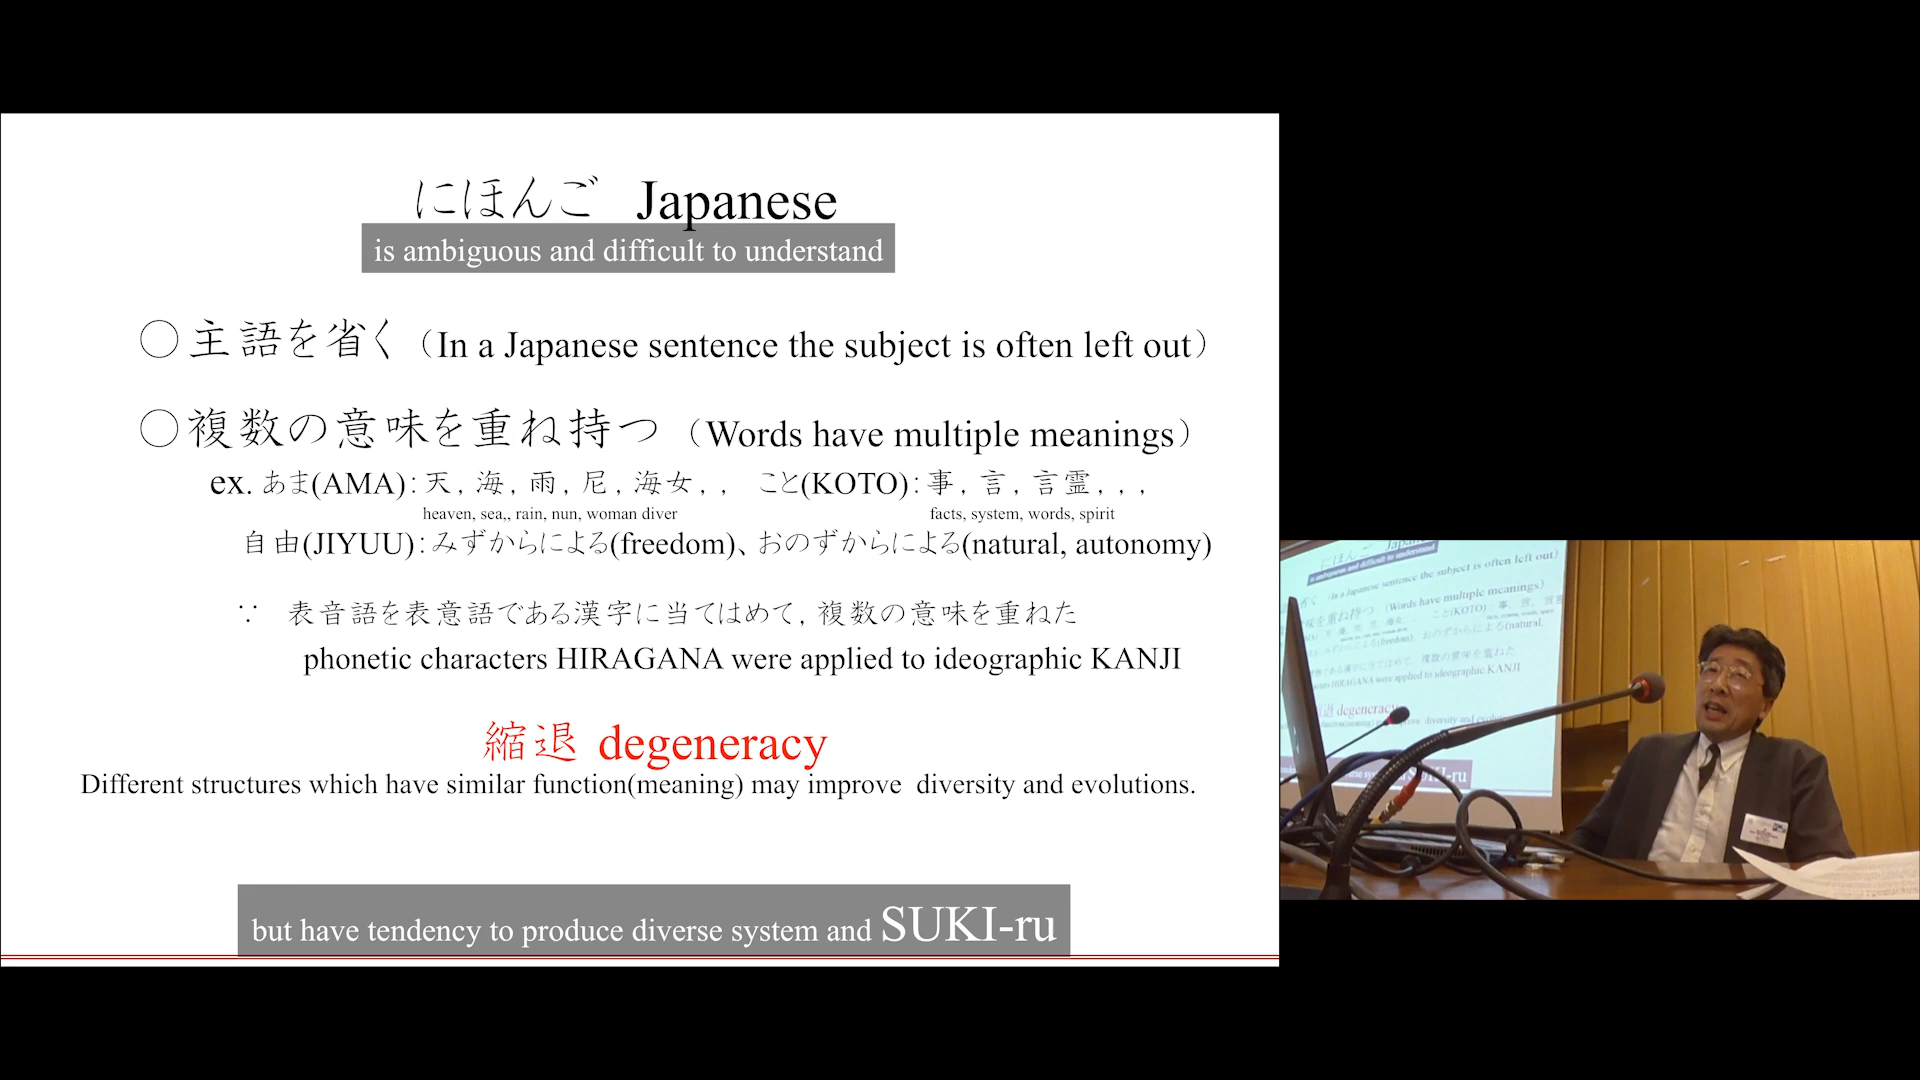 にほんご Japanese
is ambiguous and difficult to understand
○主語を省く（In a Japanese sentence the subject is often left out）
○複数の意味を重ね持つ（Words have multiple meanings）
ex. あま(AMA)：天，海，雨，尼，海女，， こと(KOTO)：事，言，言霊，，，
heaven, sea,, rain, nun, woman diver facts, system, words, spirit
自由(JIYUU)：みずからによる(freedom)、おのずからによる(natural, autonomy)
∵ 表音語を表意語である漢字に当てはめて，複数の意味を重ねた
phonetic characters HIRAGANA were applied to ideographic KANJI
縮退 degeneracy
Different structures which have similar function(meaning) may improve diversity and evolutions.
but have tendency to produce diverse system and SUKI-ru